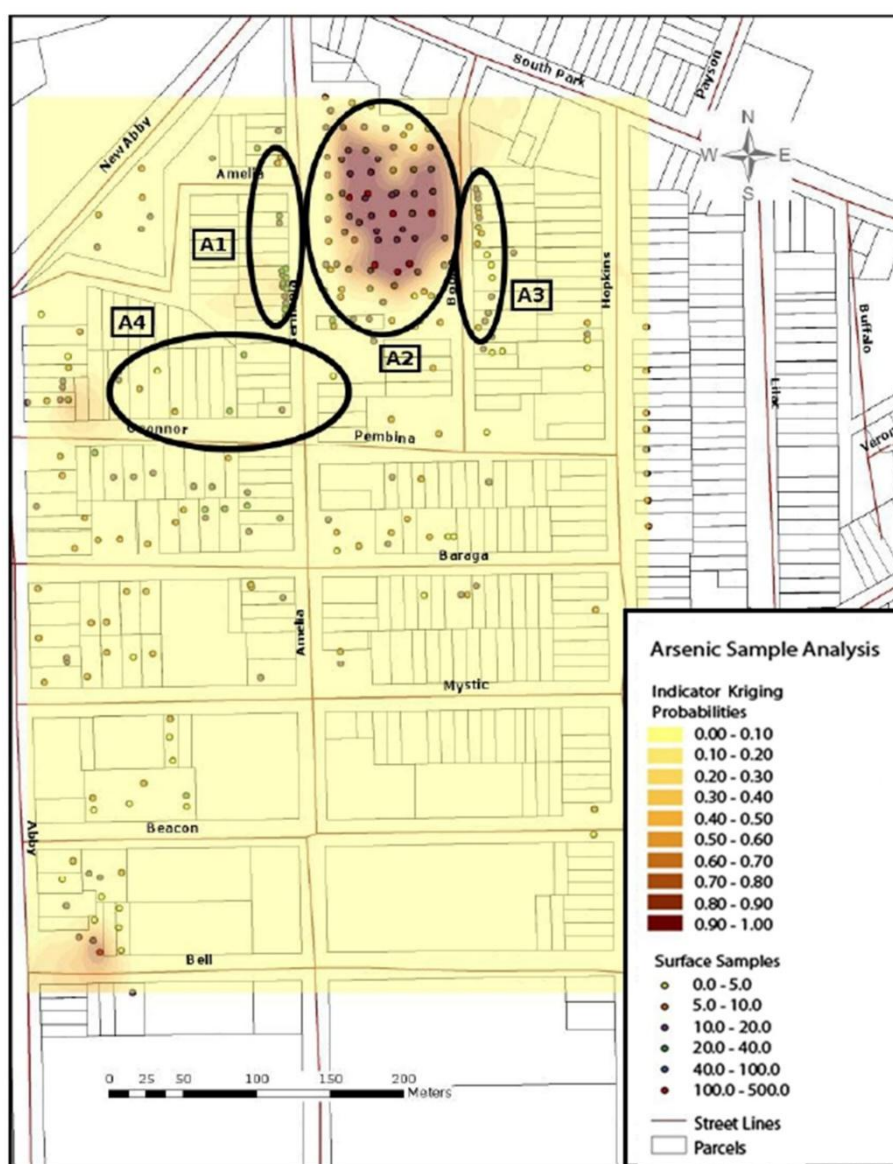 South Park
Payson
New Abby
N
W E
S
Amelia
A1
A3
Hopkins
A4
A2
Buffalo
Lilac
Oconnor
Pembina
Baraga
Amelia
Mystic
Beacon
Abby
Bell
0 25 50 100 150 200
Meters
Arsenic Sample Analysis
Indicator Kriging
Probabilities
0.00 - 0.10
0.10 - 0.20
0.20 - 0.30
0.30 - 0.40
0.40 - 0.50
0.50 - 0.60
0.60 - 0.70
0.70 - 0.80
0.80 - 0.90
0.90 - 1.00
Surface Samples
0.0 - 5.0
5.0 - 10.0
10.0 - 20.0
20.0 - 40.0
40.0 - 100.0
100.0 - 500.0
Street Lines
Parcels